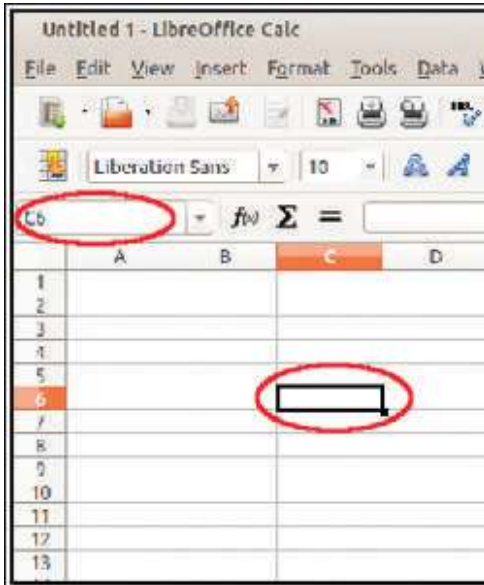 Untitled 1 - LibreOffice Calc
File Edit View Insert Format Tools Data
Liberation Sans 10
C6 f(x) Σ =
A B C D
1
2
3
4
5
6
7
8
9
10
11
12
13